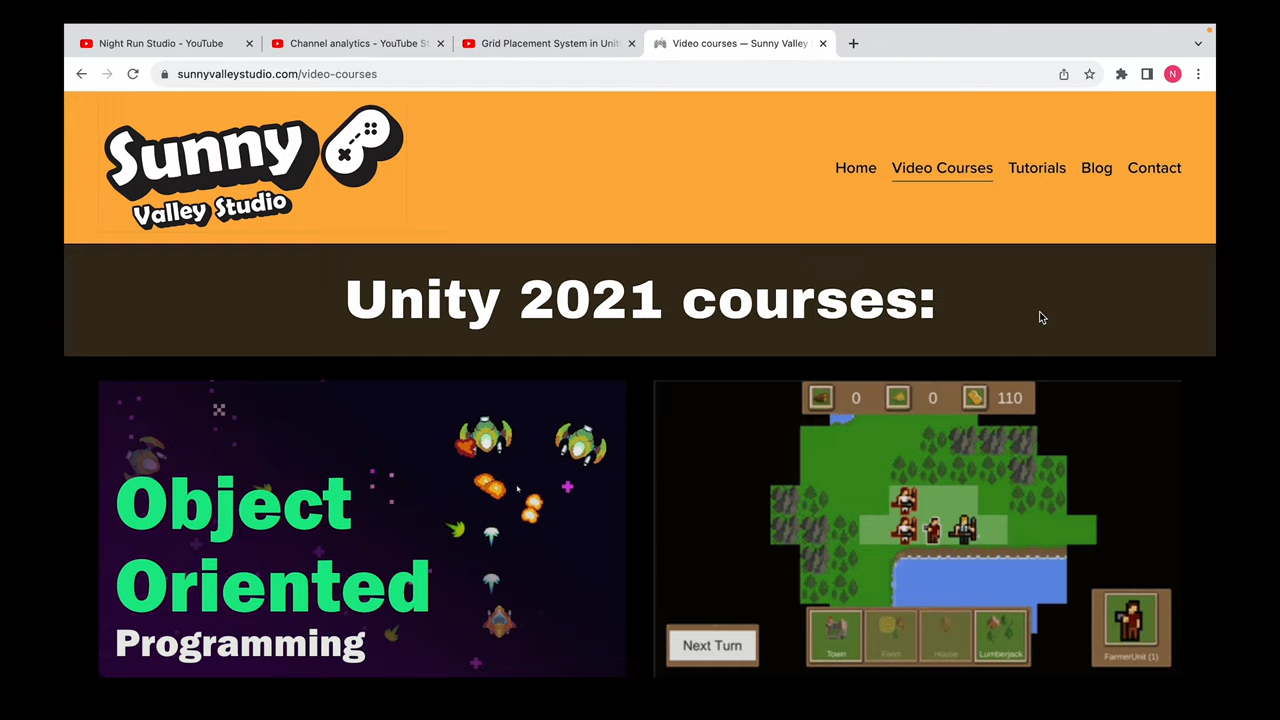 Night Run Studio - YouTube
Channel analytics - YouTube St
Grid Placement System in Unit
Video courses — Sunny Valley
sunnyvalleystudio.com/video-courses
N
Sunny
Valley Studio
Home
Video Courses
Tutorials
Blog
Contact
Unity 2021 courses:
Object
Oriented
Programming
0
0
110
Next Turn
Town
Farm
House
Lumberjack
FarmerUnit (1)